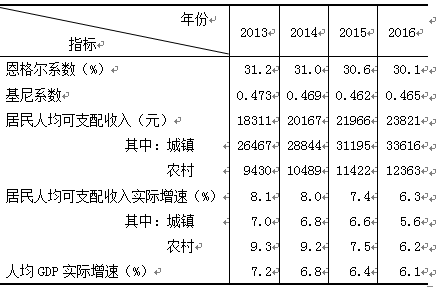 年份
指标
2013 2014 2015 2016
恩格尔系数（%） 31.2 31.0 30.6 30.1
基尼系数 0.473 0.469 0.462 0.465
居民人均可支配收入（元） 18311 20167 21966 23821
其中：城镇 26467 28844 31195 33616
农村 9430 10489 11422 12363
居民人均可支配收入实际增速（%） 8.1 8.0 7.4 6.3
其中：城镇 7.0 6.8 6.6 5.6
农村 9.3 9.2 7.5 6.2
人均 GDP 实际增速（%） 7.2 6.8 6.4 6.1